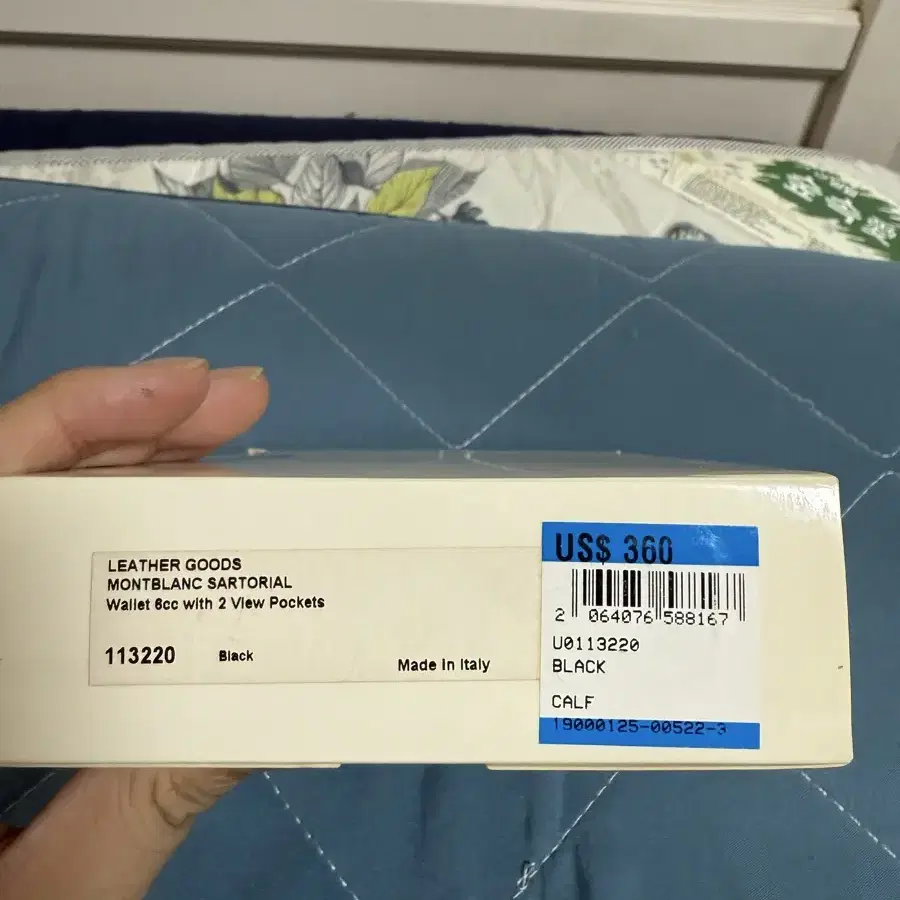 LEATHER GOODS
MONTBLANC SARTORIAL
Wallet 6cc with 2 View Pockets
113220 Black Made in Italy
US$ 360
2 064076 588167
U0113220
BLACK
CALF
19000125-00522-3